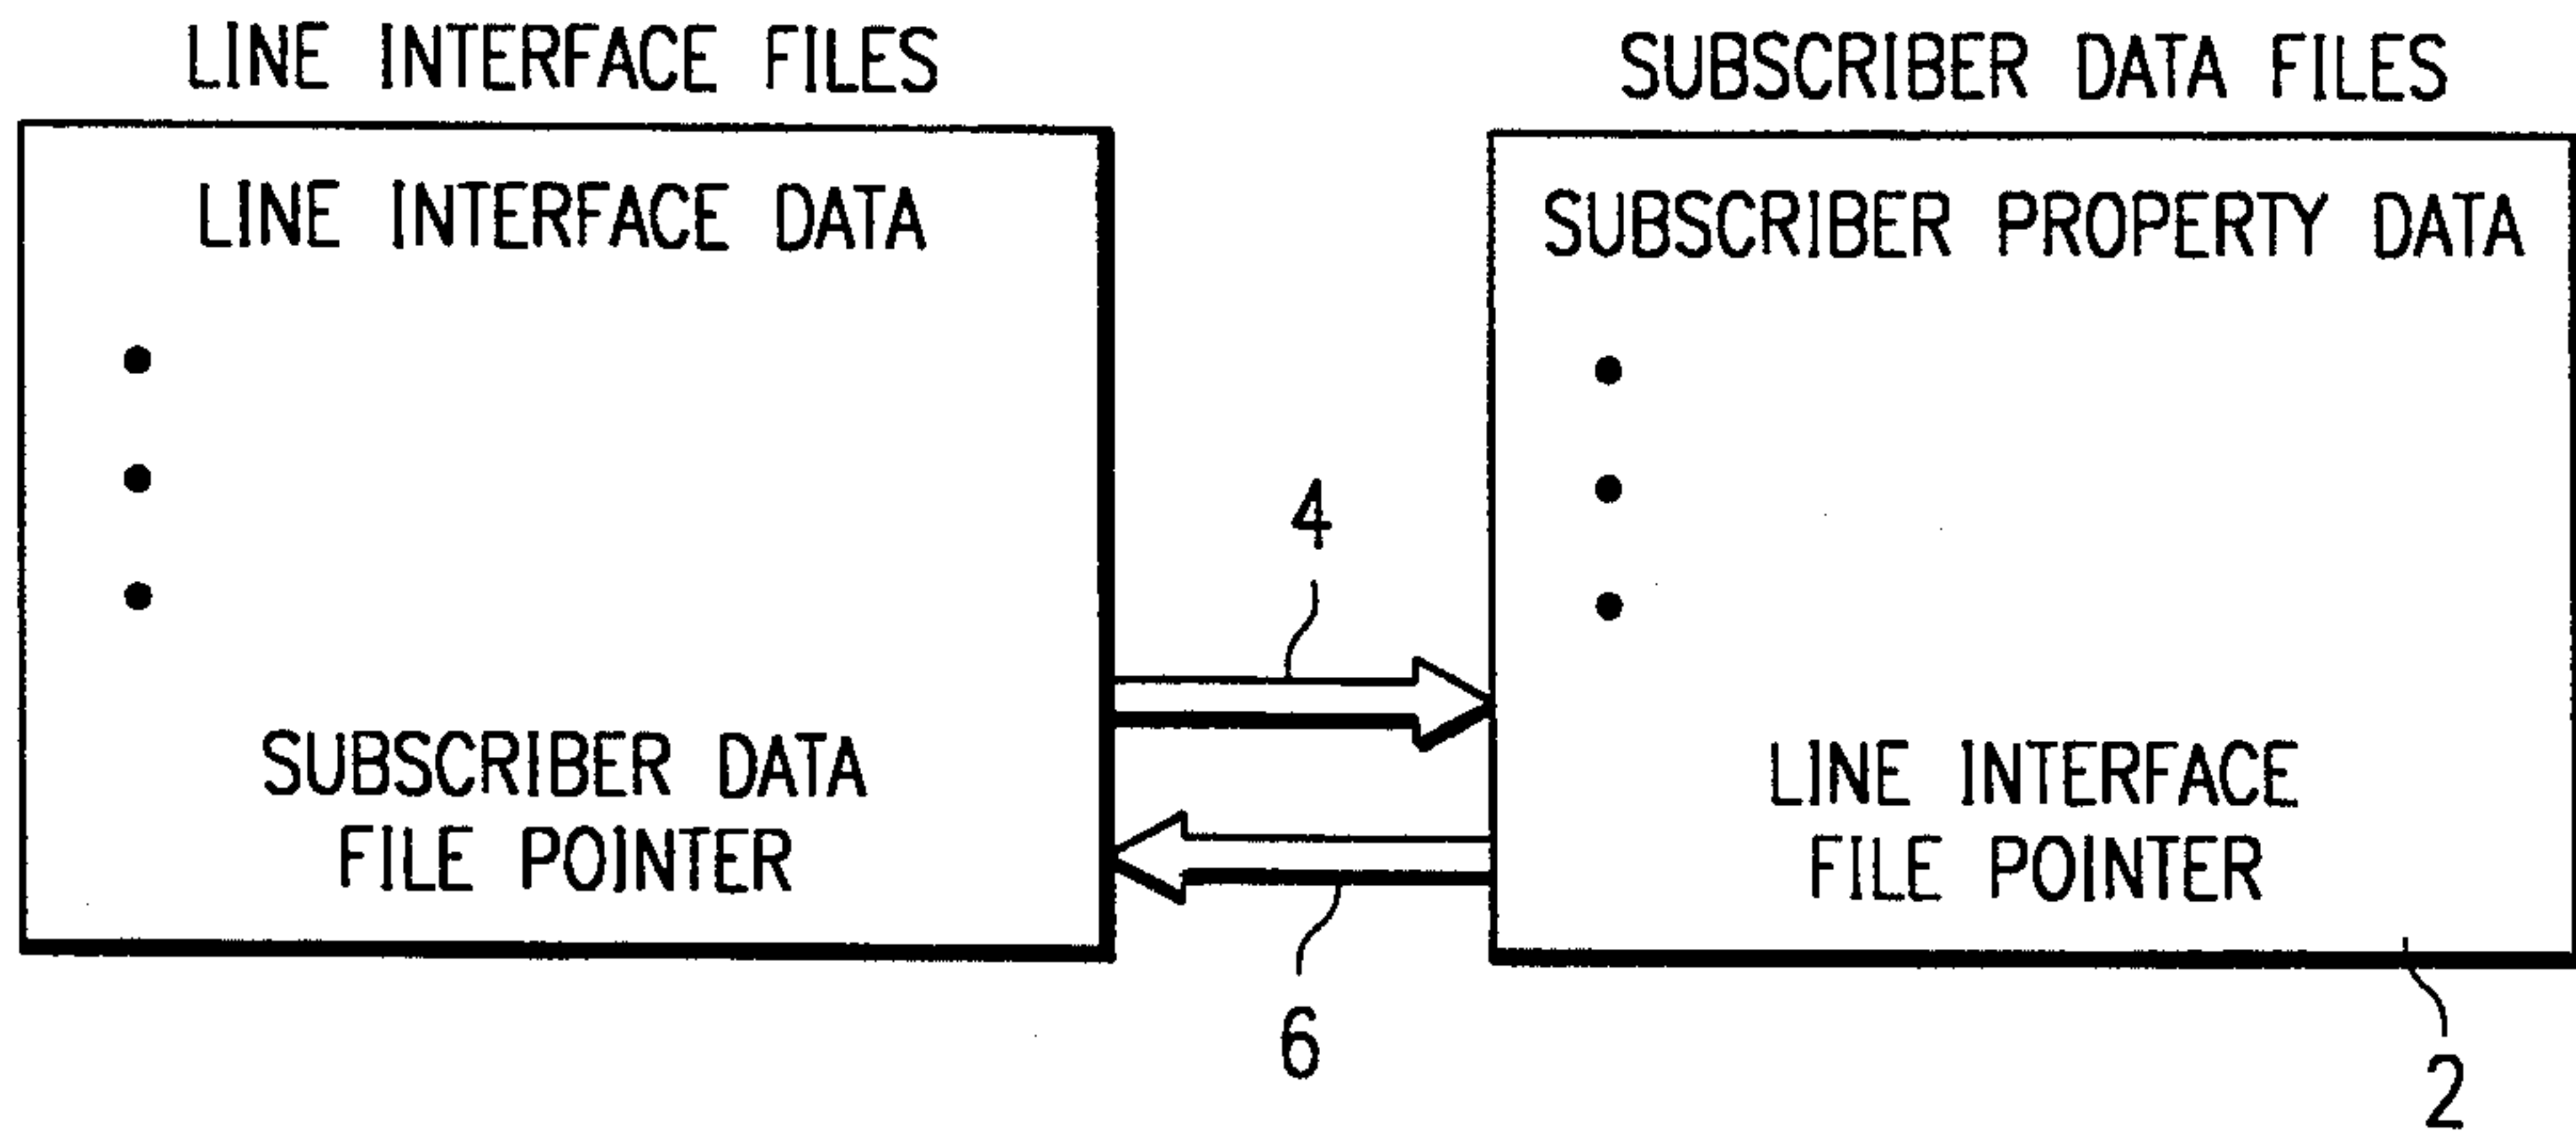 LINE INTERFACE FILES
LINE INTERFACE DATA
SUBSCRIBER DATA
FILE POINTER
4
6
SUBSCRIBER DATA FILES
SUBSCRIBER PROPERTY DATA
LINE INTERFACE
FILE POINTER
2